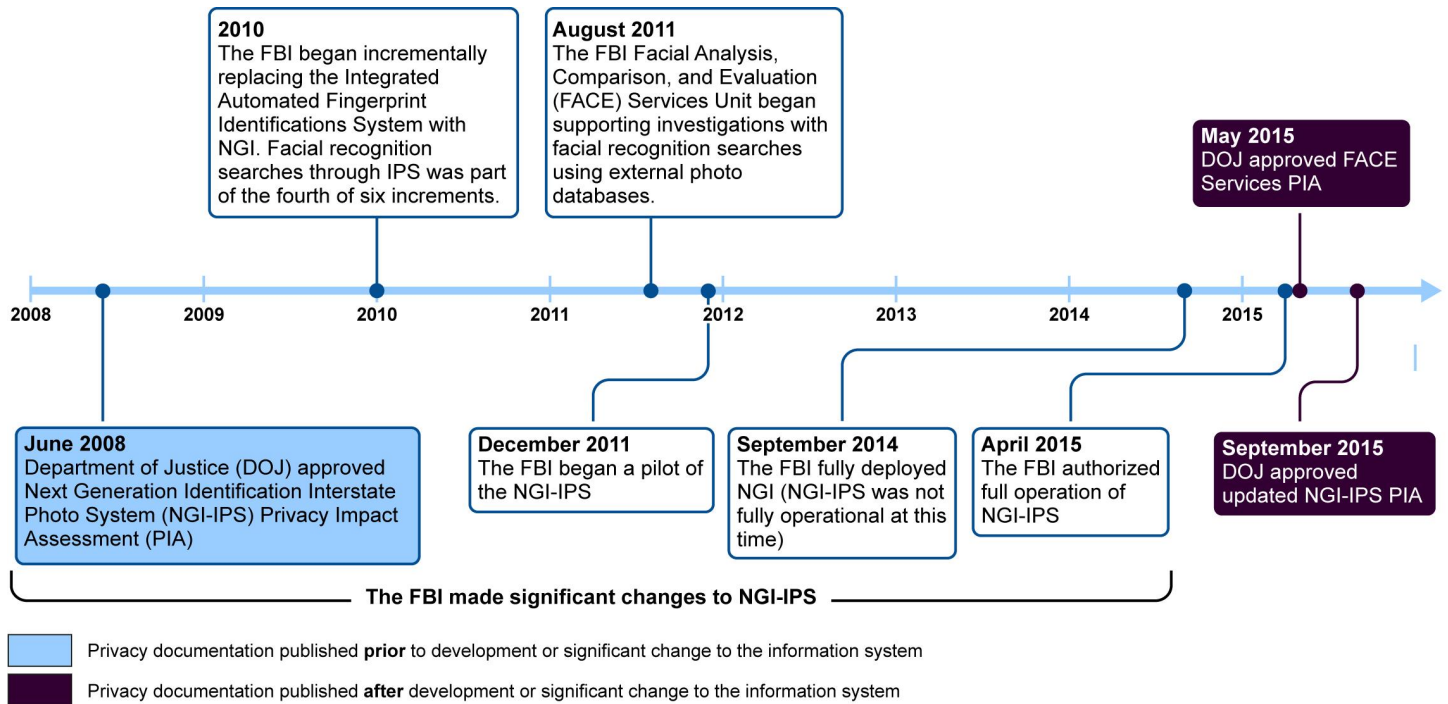 2010
The FBI began incrementally
replacing the Integrated
Automated Fingerprint
Identifications System with
NGI. Facial recognition
searches through IPS was part
of the fourth of six increments.
August 2011
The FBI Facial Analysis,
Comparison, and Evaluation
(FACE) Services Unit began
supporting investigations with
facial recognition searches
using external photo
databases.
May 2015
DOJ approved FACE
Services PIA
2008
2009
2010
2011
2012
2013
2014
2015
June 2008
Department of Justice (DOJ) approved
Next Generation Identification Interstate
Photo System (NGI-IPS) Privacy Impact
Assessment (PIA)
December 2011
The FBI began a pilot of
the NGI-IPS
September 2014
The FBI fully deployed
NGI (NGI-IPS was not
fully operational at this
time)
April 2015
The FBI authorized
full operation of
NGI-IPS
September 2015
DOJ approved
updated NGI-IPS PIA
The FBI made significant changes to NGI-IPS
Privacy documentation published prior to development or significant change to the information system
Privacy documentation published after development or significant change to the information system